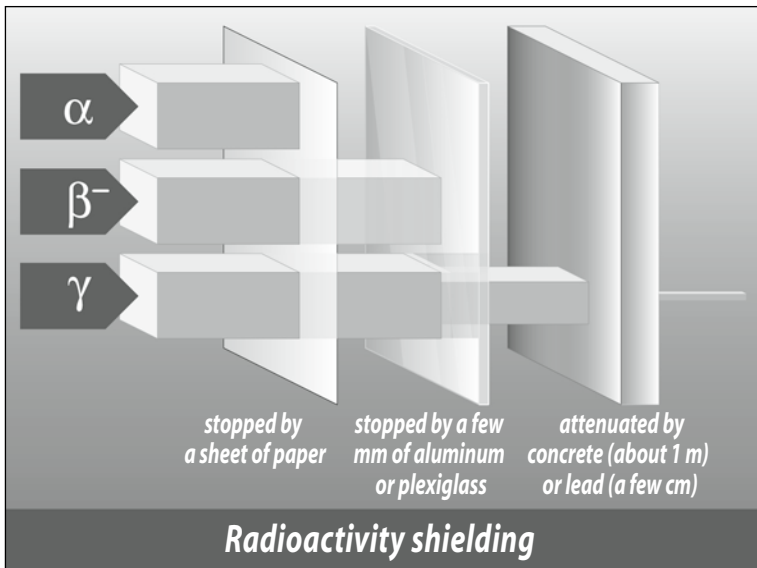 α
β−
γ
stopped by
a sheet of paper
stopped by a few
mm of aluminum
or plexiglass
attenuated by
concrete (about 1 m)
or lead (a few cm)
Radioactivity shielding